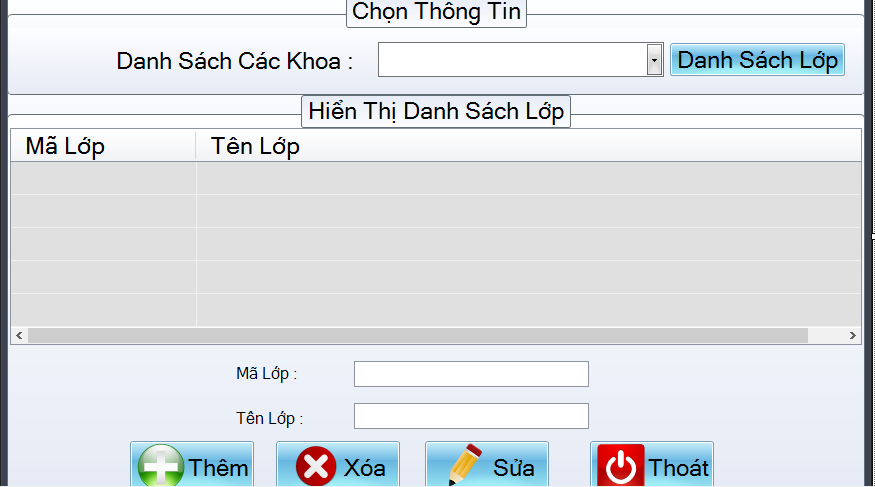 Chọn Thông Tin
Danh Sách Các Khoa :
Danh Sách Lớp
Hiển Thị Danh Sách Lớp
Mã Lớp
Tên Lớp
Mã Lớp :
Tên Lớp :
Thêm
Xóa
Sửa
Thoát